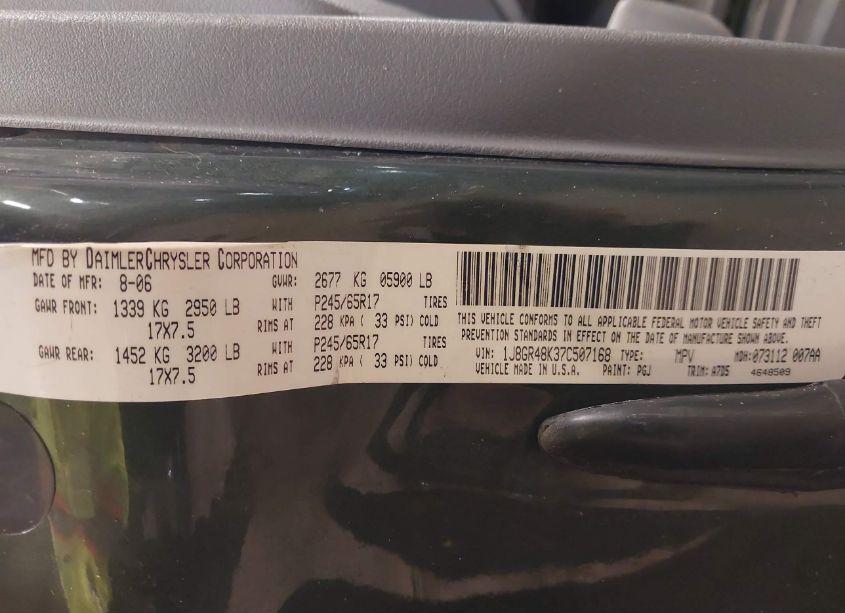 MFD BY DAIMLERCHRYSLER CORPORATION
DATE OF MFR: 8-06 GVWR: 2677 KG 05900 LB
GAWR FRONT: 1339 KG 2950 LB WITH P245/65R17 TIRES
17X7.5 RIMS AT 228 KPA ( 33 PSI) COLD
GAWR REAR: 1452 KG 3200 LB WITH P245/65R17 TIRES
17X7.5 RIMS AT 228 KPA ( 33 PSI) COLD
THIS VEHICLE CONFORMS TO ALL APPLICABLE FEDERAL MOTOR VEHICLE SAFETY AND THEFT
PREVENTION STANDARDS IN EFFECT ON THE DATE OF MANUFACTURE SHOWN ABOVE.
VIN: 1J8GR48K37C507168 TYPE: MPV MDH: 073112 007AA
VEHICLE MADE IN U.S.A. PAINT: PGJ TRIM: A7D5 4648509